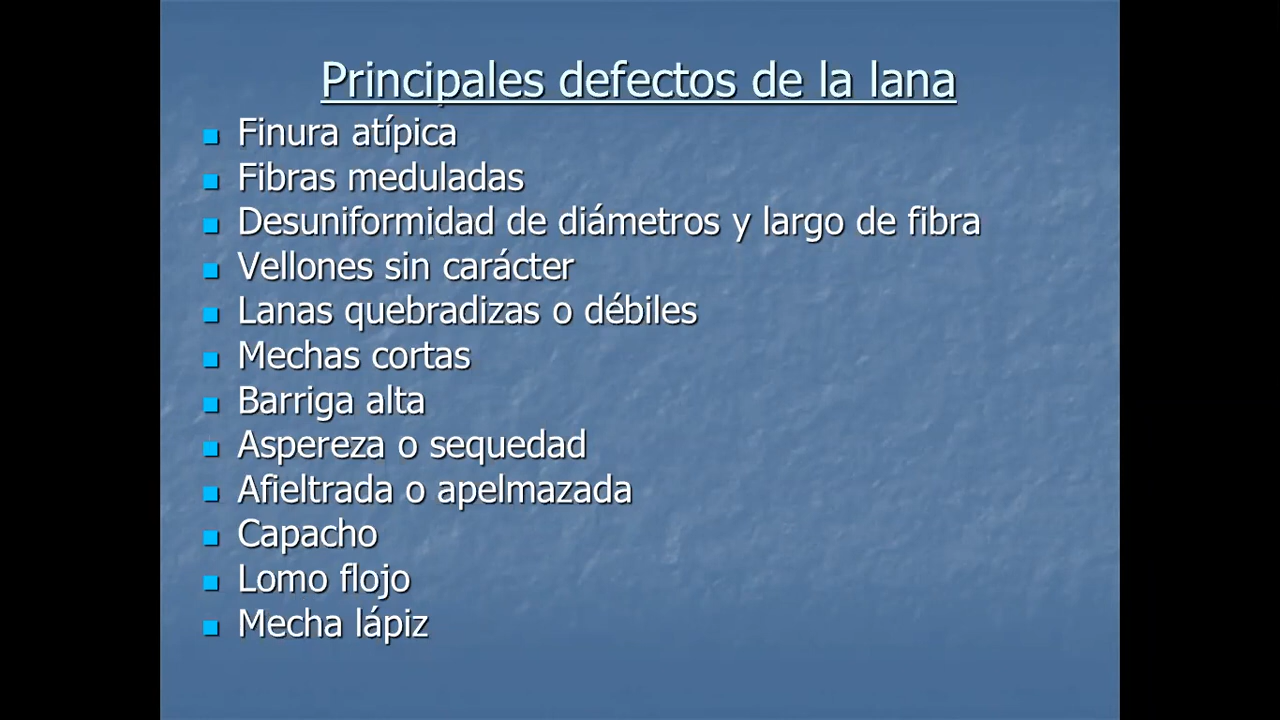 Principales defectos de la lana
Finura atípica
Fibras meduladas
Desuniformidad de diámetros y largo de fibra
Vellones sin carácter
Lanas quebradizas o débiles
Mechas cortas
Barriga alta
Aspereza o sequedad
Afieltrada o apelmazada
Capacho
Lomo flojo
Mecha lápiz